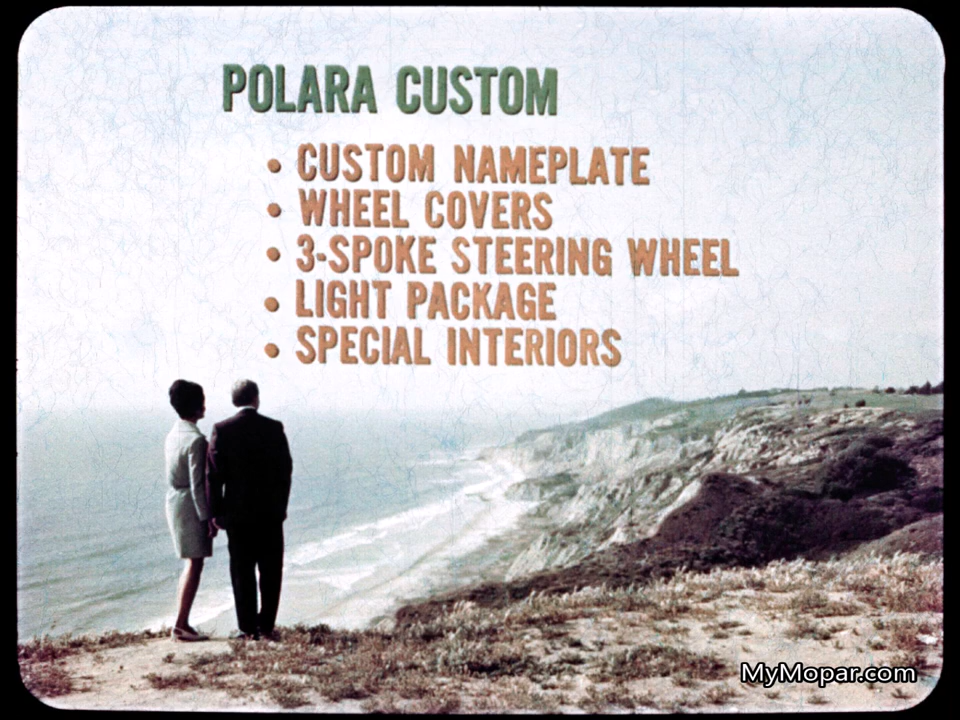 POLARA CUSTOM
• CUSTOM NAMEPLATE
• WHEEL COVERS
• 3-SPOKE STEERING WHEEL
• LIGHT PACKAGE
• SPECIAL INTERIORS
MyMopar.com